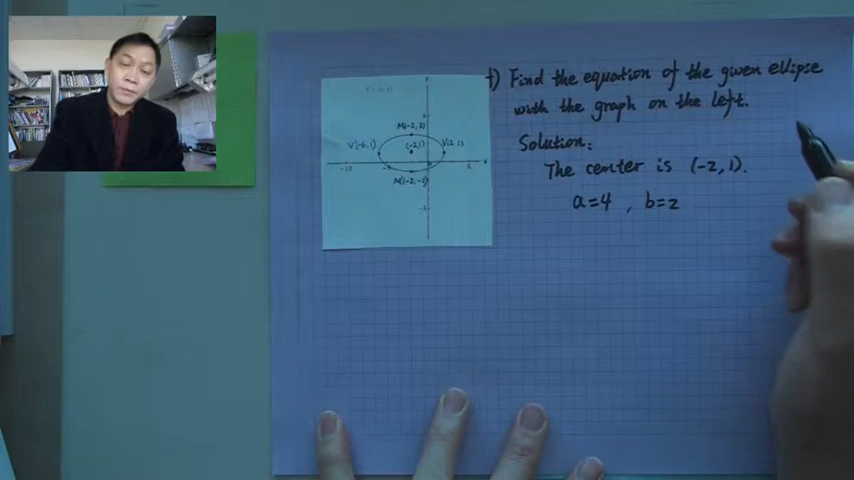 t) Find the equation of the given ellipse
with the graph on the left.
M(-2,3)
V'(-6,1) (-2,1) V(2,1)
Solution:
The center is (-2,1).
-10
M'(-2,-1)
a=4 , b=2